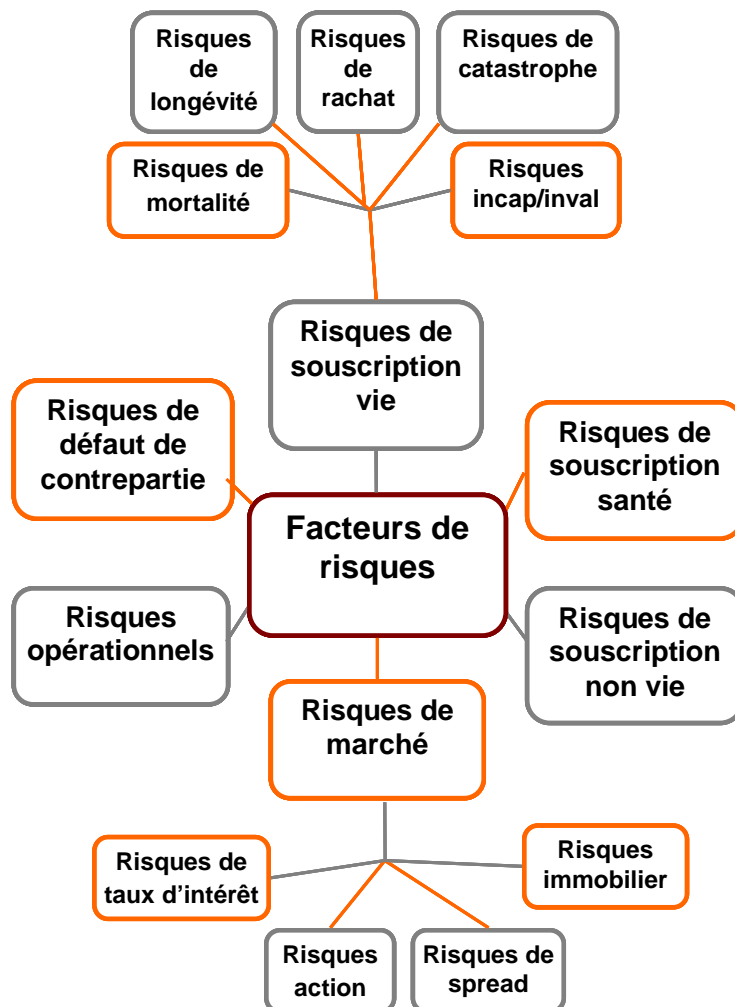 Risques
de
longévité
Risques
de
rachat
Risques de
catastrophe
Risques de
mortalité
Risques
incap/inval
Risques de
souscription
vie
Risques de
défaut de
contrepartie
Risques de
souscription
santé
Facteurs de
risques
Risques
opérationnels
Risques de
souscription
non vie
Risques de
marché
Risques de
taux d’intérêt
Risques
immobilier
Risques
action
Risques de
spread